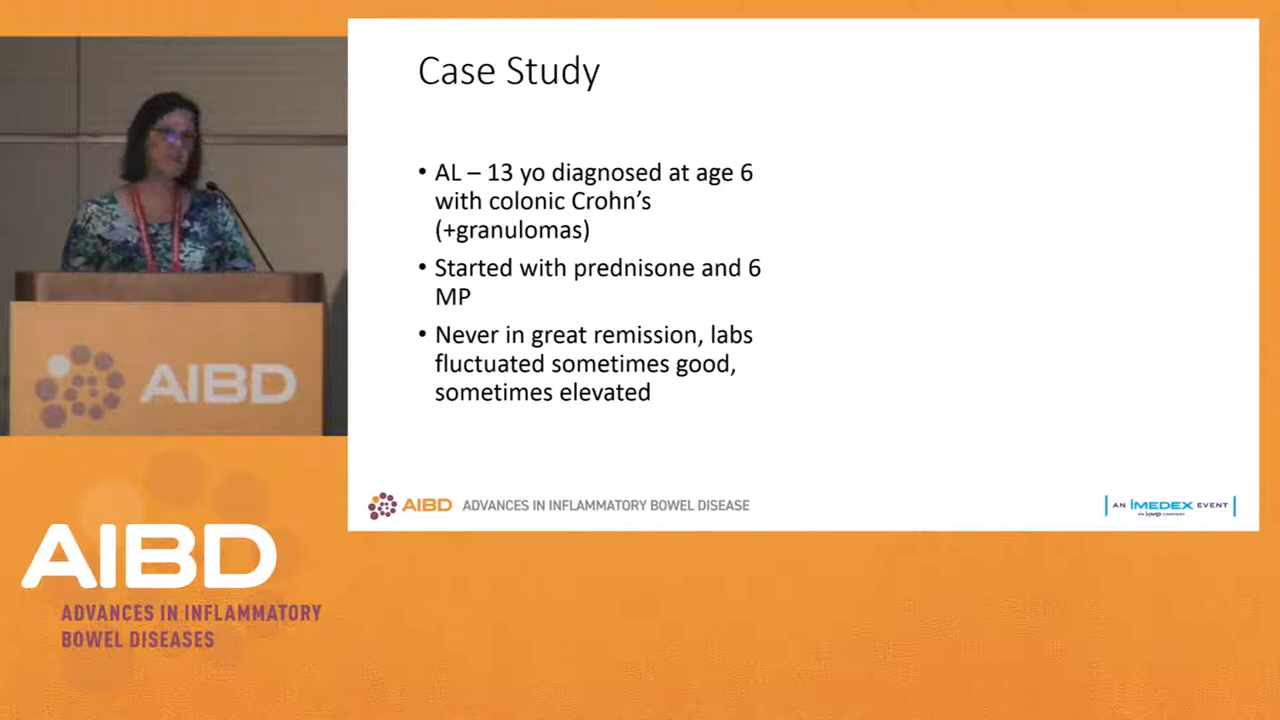 Case Study
• AL – 13 yo diagnosed at age 6
with colonic Crohn’s
(+granulomas)
• Started with prednisone and 6
MP
• Never in great remission, labs
fluctuated sometimes good,
sometimes elevated
AIBD ADVANCES IN INFLAMMATORY BOWEL DISEASE
AN IMEDEX EVENT
AIBD
AIBD
ADVANCES IN INFLAMMATORY
BOWEL DISEASES